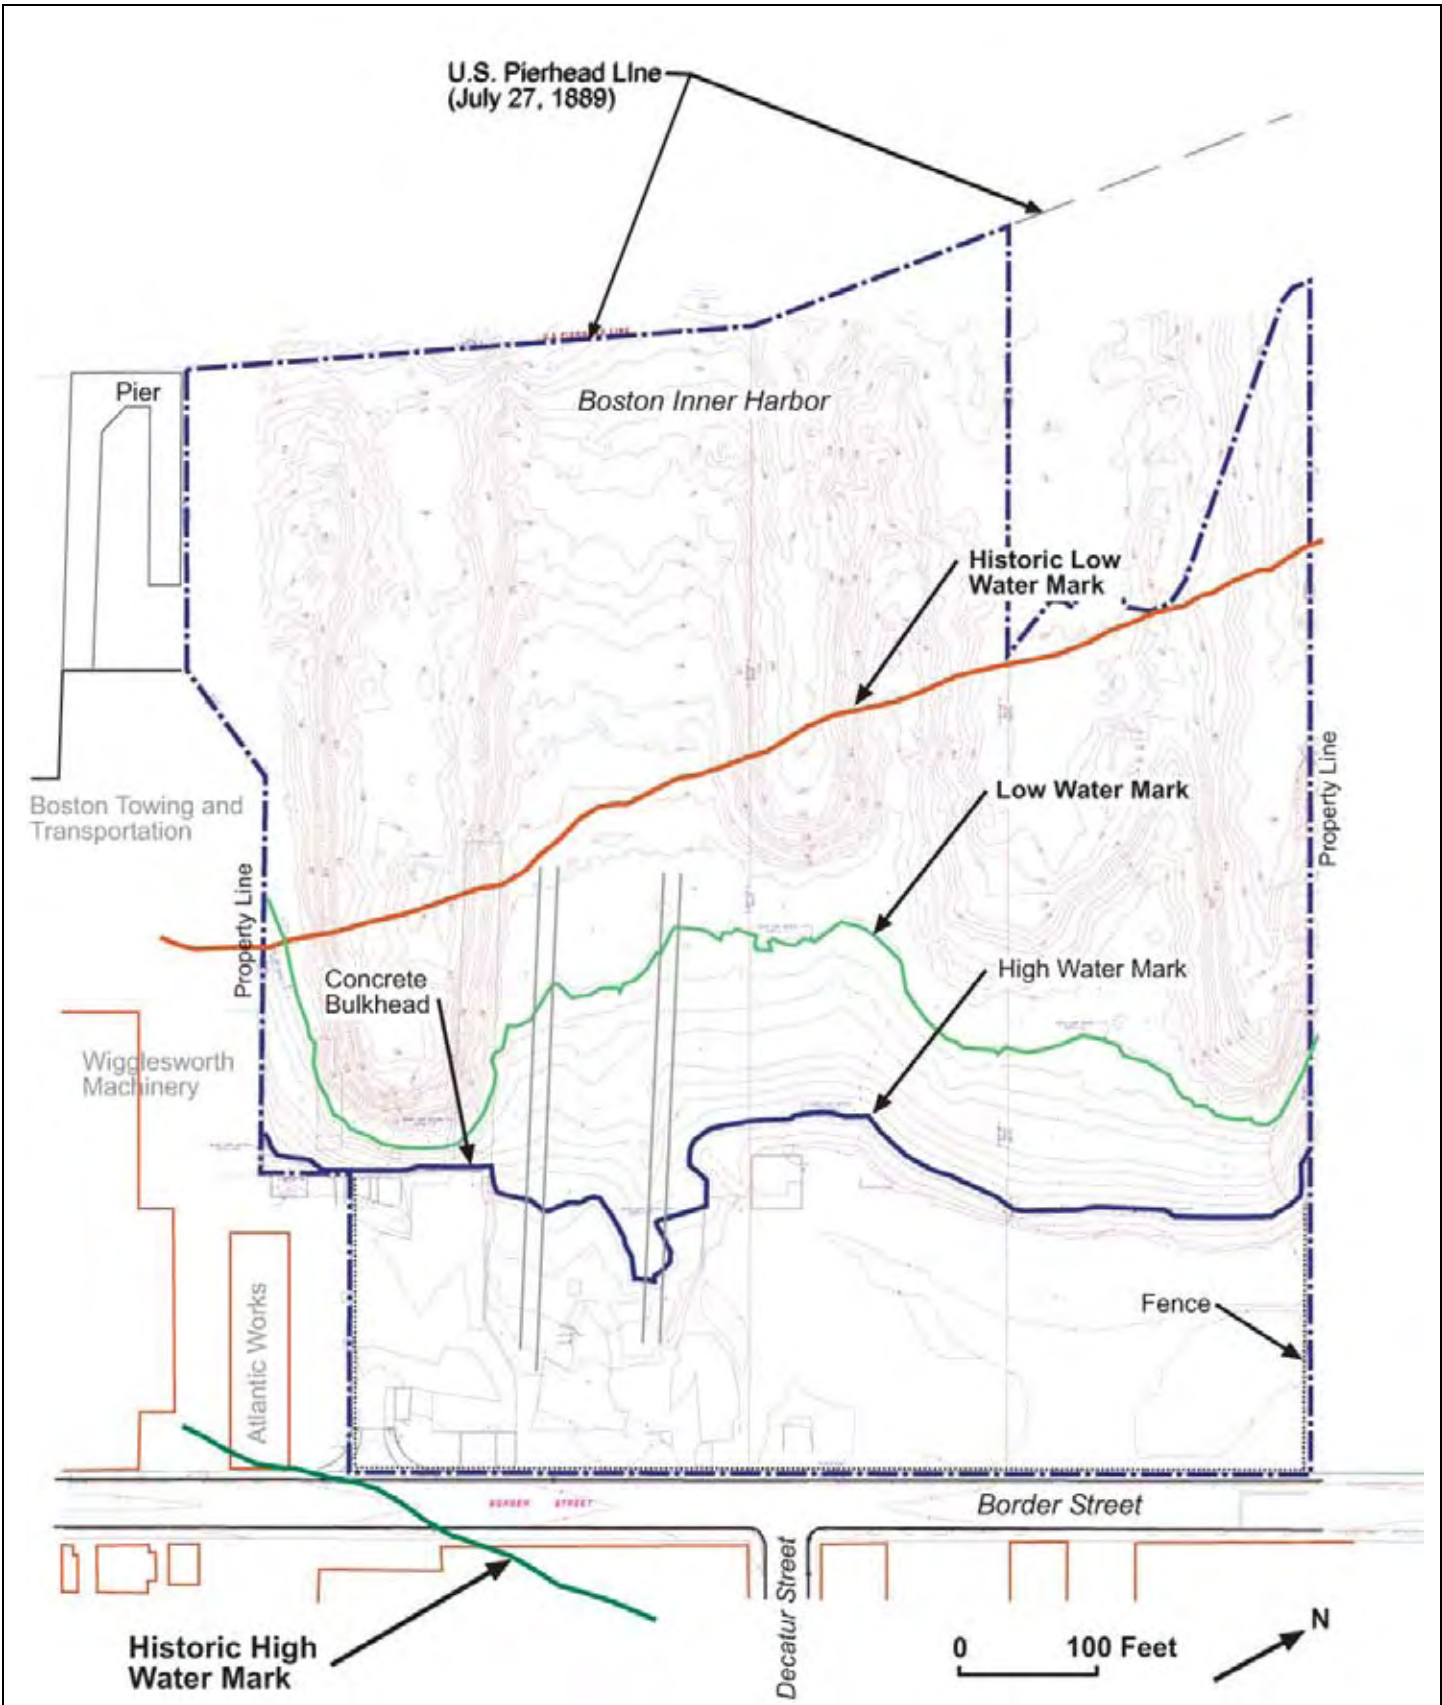 U.S. Pierhead LIne
(July 27, 1889)
U.S. PIERHEAD LINE
Pier
Boston Inner Harbor
Historic Low
Water Mark
Low Water Mark
Property Line
Boston Towing and
Transportation
Property Line
Concrete
Bulkhead
High Water Mark
Wigglesworth
Machinery
Fence
Atlantic Works
BORDER STREET
Border Street
Decatur Street
Historic High
Water Mark
0 100 Feet
N